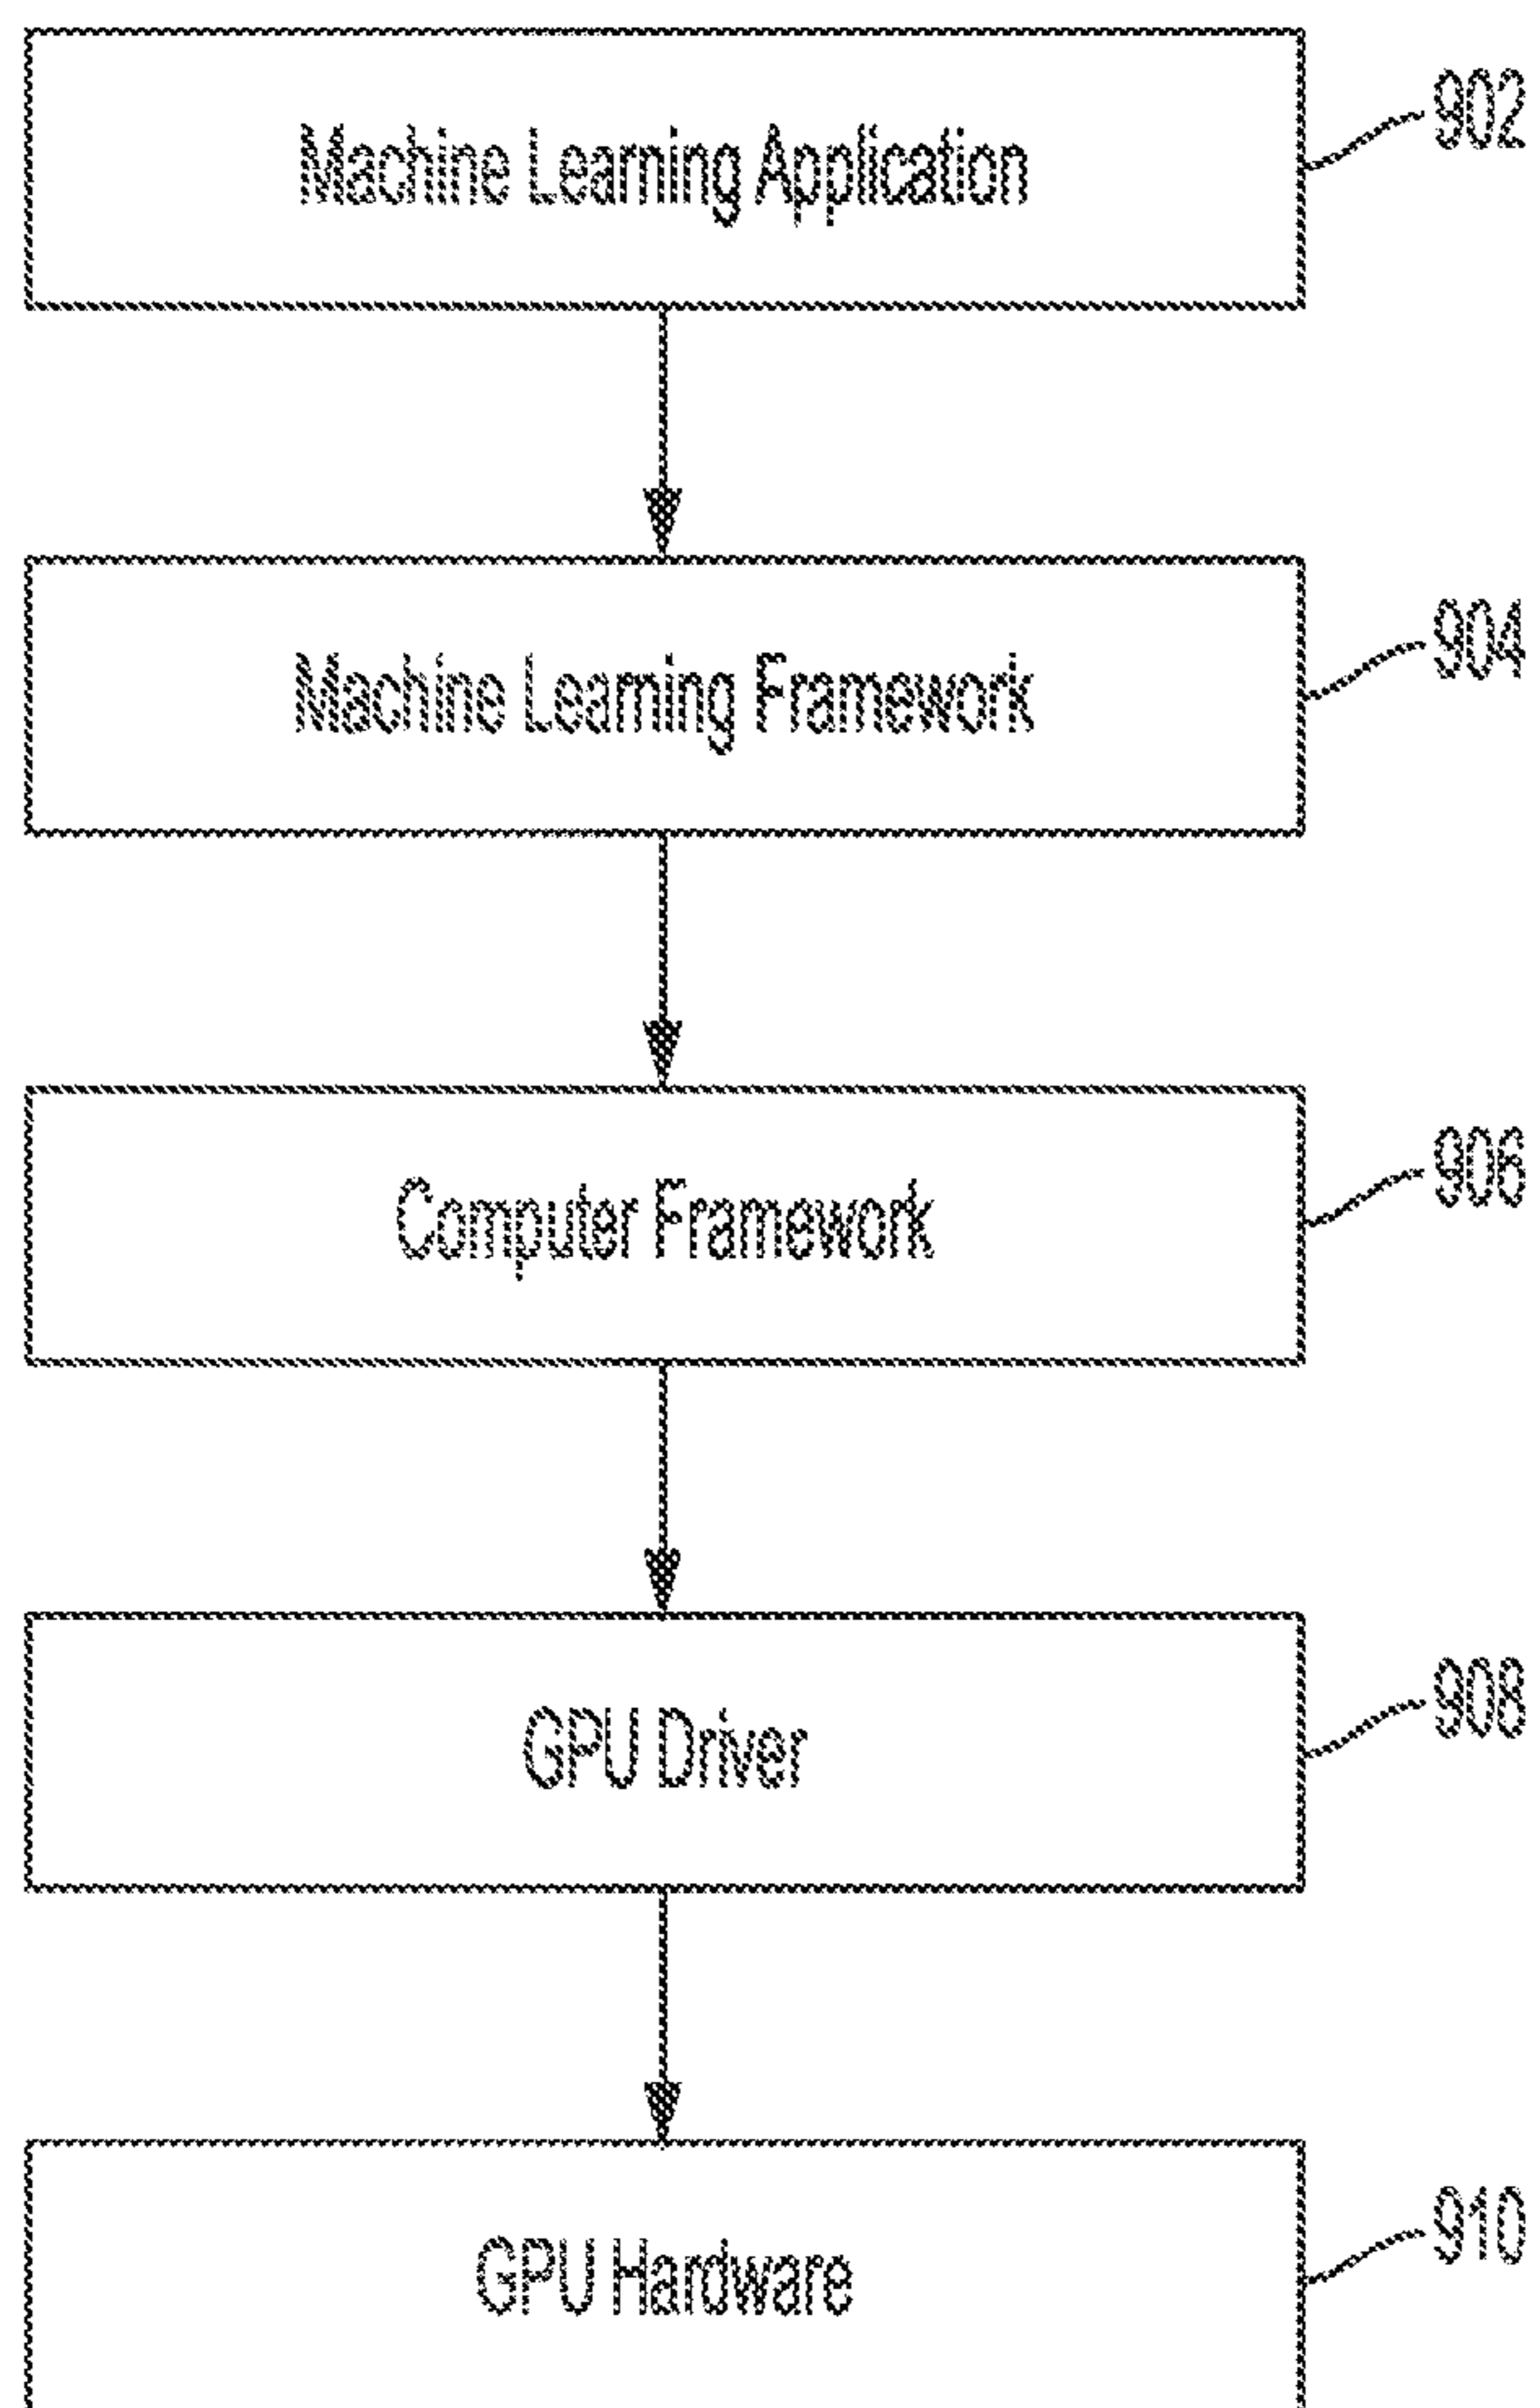 Machine Learning Application
902
Machine Learning Framework
904
Computer Framework
906
GPU Driver
908
GPU Hardware
910